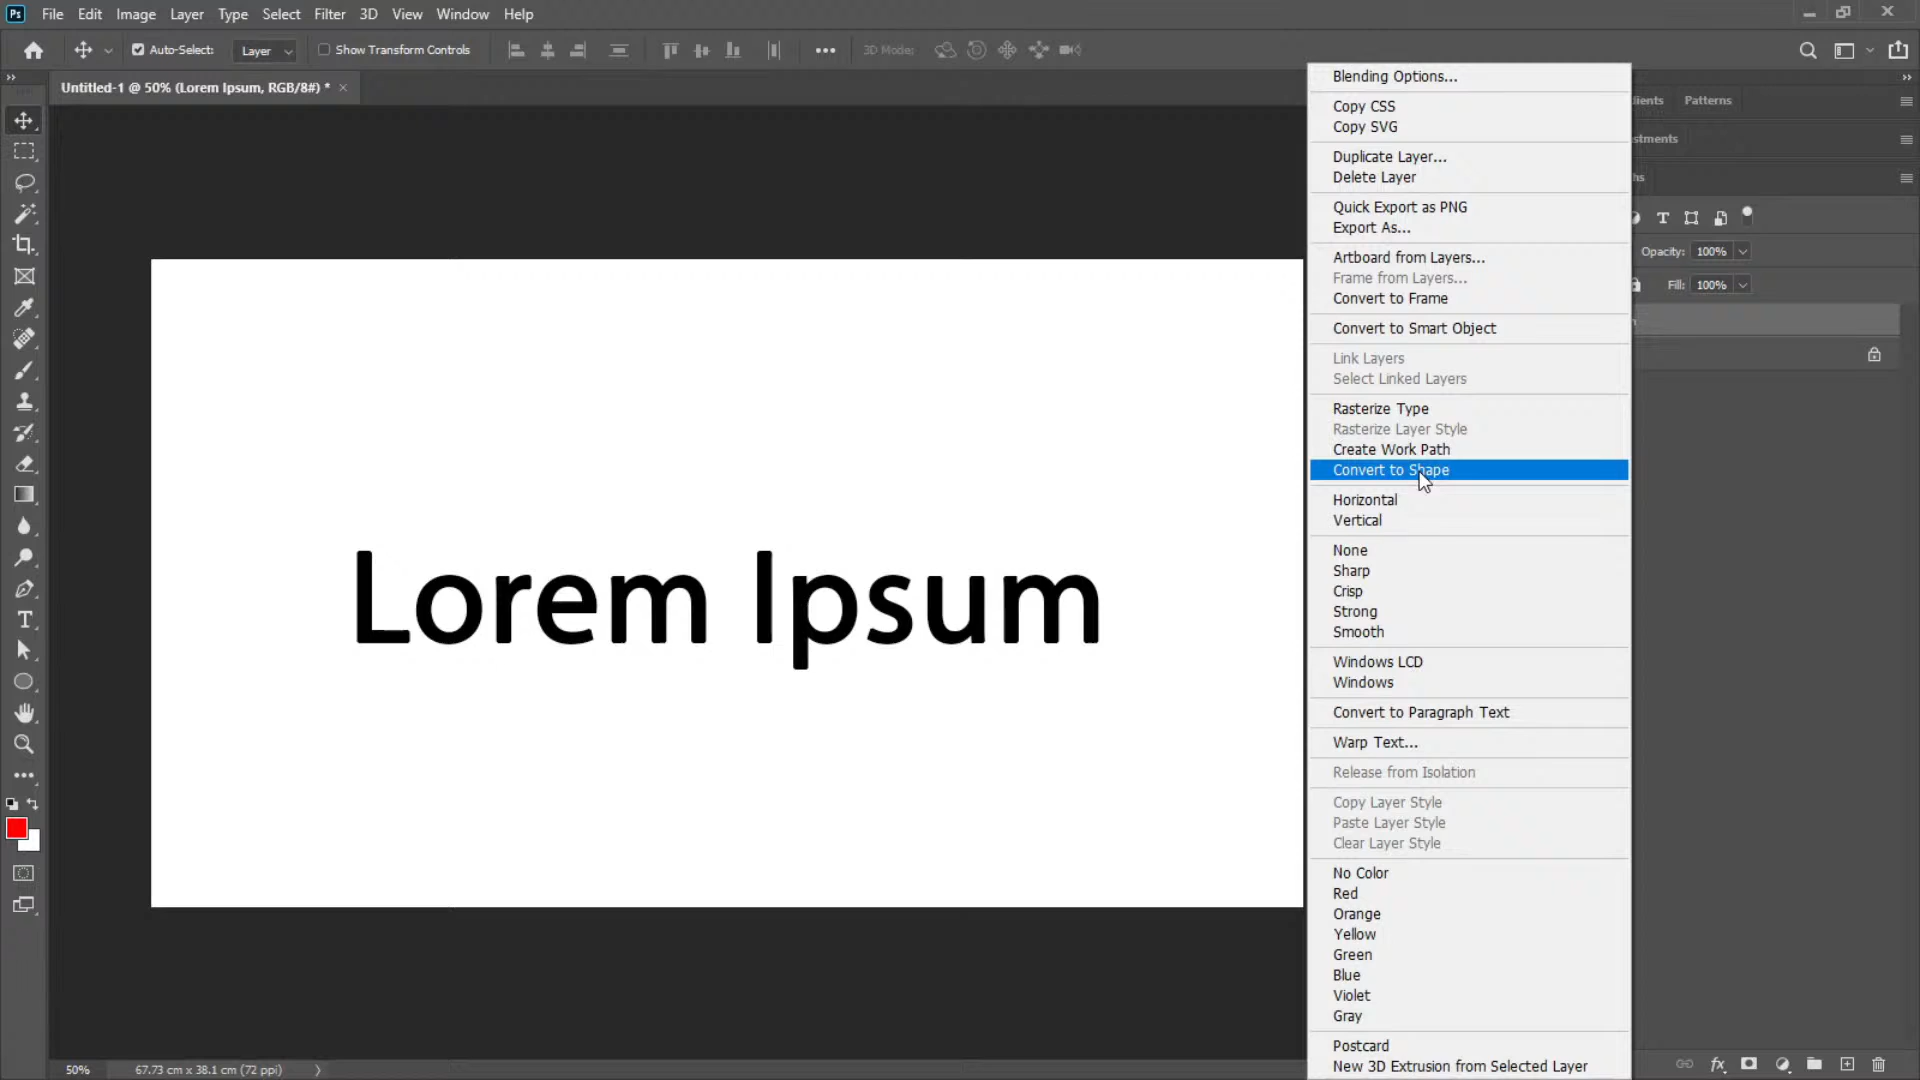 Ps File Edit Image Layer Type Select Filter 3D View Window Help
Auto-Select: Layer Show Transform Controls 3D Mode:
Untitled-1 @ 50% (Lorem Ipsum, RGB/8#) *
Lorem Ipsum
50% 67.73 cm x 38.1 cm (72 ppi)
Blending Options...
Copy CSS
Copy SVG
Duplicate Layer...
Delete Layer
Quick Export as PNG
Export As...
Artboard from Layers...
Frame from Layers...
Convert to Frame
Convert to Smart Object
Link Layers
Select Linked Layers
Rasterize Type
Rasterize Layer Style
Create Work Path
Convert to Shape
Horizontal
Vertical
None
Sharp
Crisp
Strong
Smooth
Windows LCD
Windows
Convert to Paragraph Text
Warp Text...
Release from Isolation
Copy Layer Style
Paste Layer Style
Clear Layer Style
No Color
Red
Orange
Yellow
Green
Blue
Violet
Gray
Postcard
New 3D Extrusion from Selected Layer
Patterns
Opacity: 100%
Fill: 100%